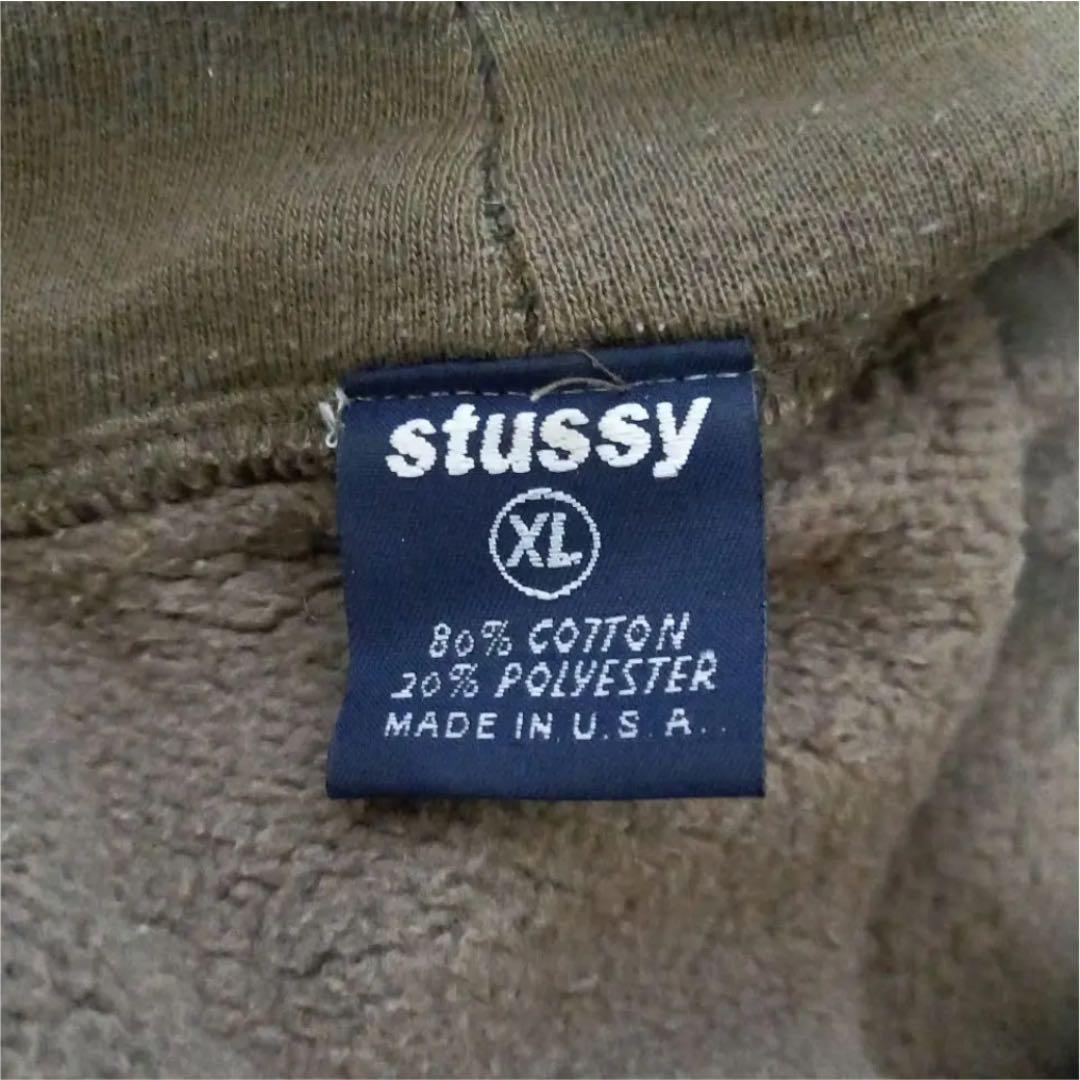 stussy
XL
80% COTTON
20% POLYESTER
MADE IN U.S.A..